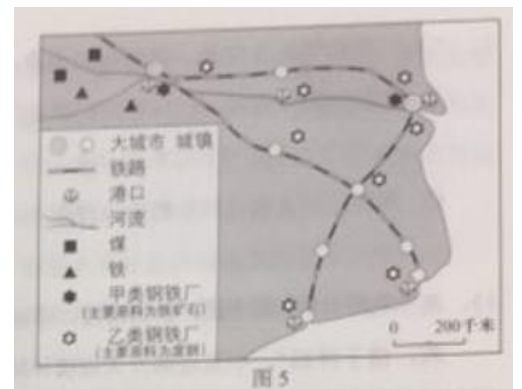 大城市 城镇
铁路
港口
河流
煤
铁
甲类钢铁厂
(主要原料为铁矿石)
乙类钢铁厂
(主要原料为废钢)
0 200千米
图5